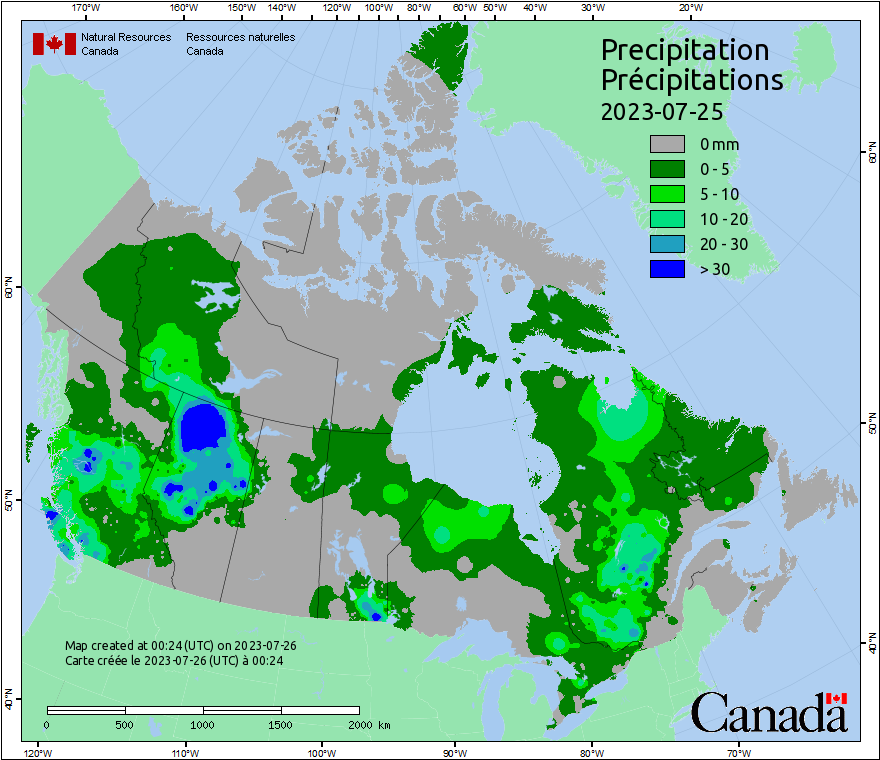 170°W 160°W 150°W 140°W 130°W 120°W 110°W 100°W 90°W 80°W 60°W 50°W 40°W 30°W 20°W
Natural Resources
Canada
Ressources naturelles
Canada
Precipitation
Précipitations
2023-07-25
0 mm
0 - 5
5 - 10
10 - 20
20 - 30
> 30
60°N
50°N
40°N
60°N
50°N
40°N
Map created at 00:24 (UTC) on 2023-07-26
Carte créée le 2023-07-26 (UTC) à 00:24
0 500 1000 1500 2000 km
Canada
120°W 110°W 100°W 90°W 80°W 70°W